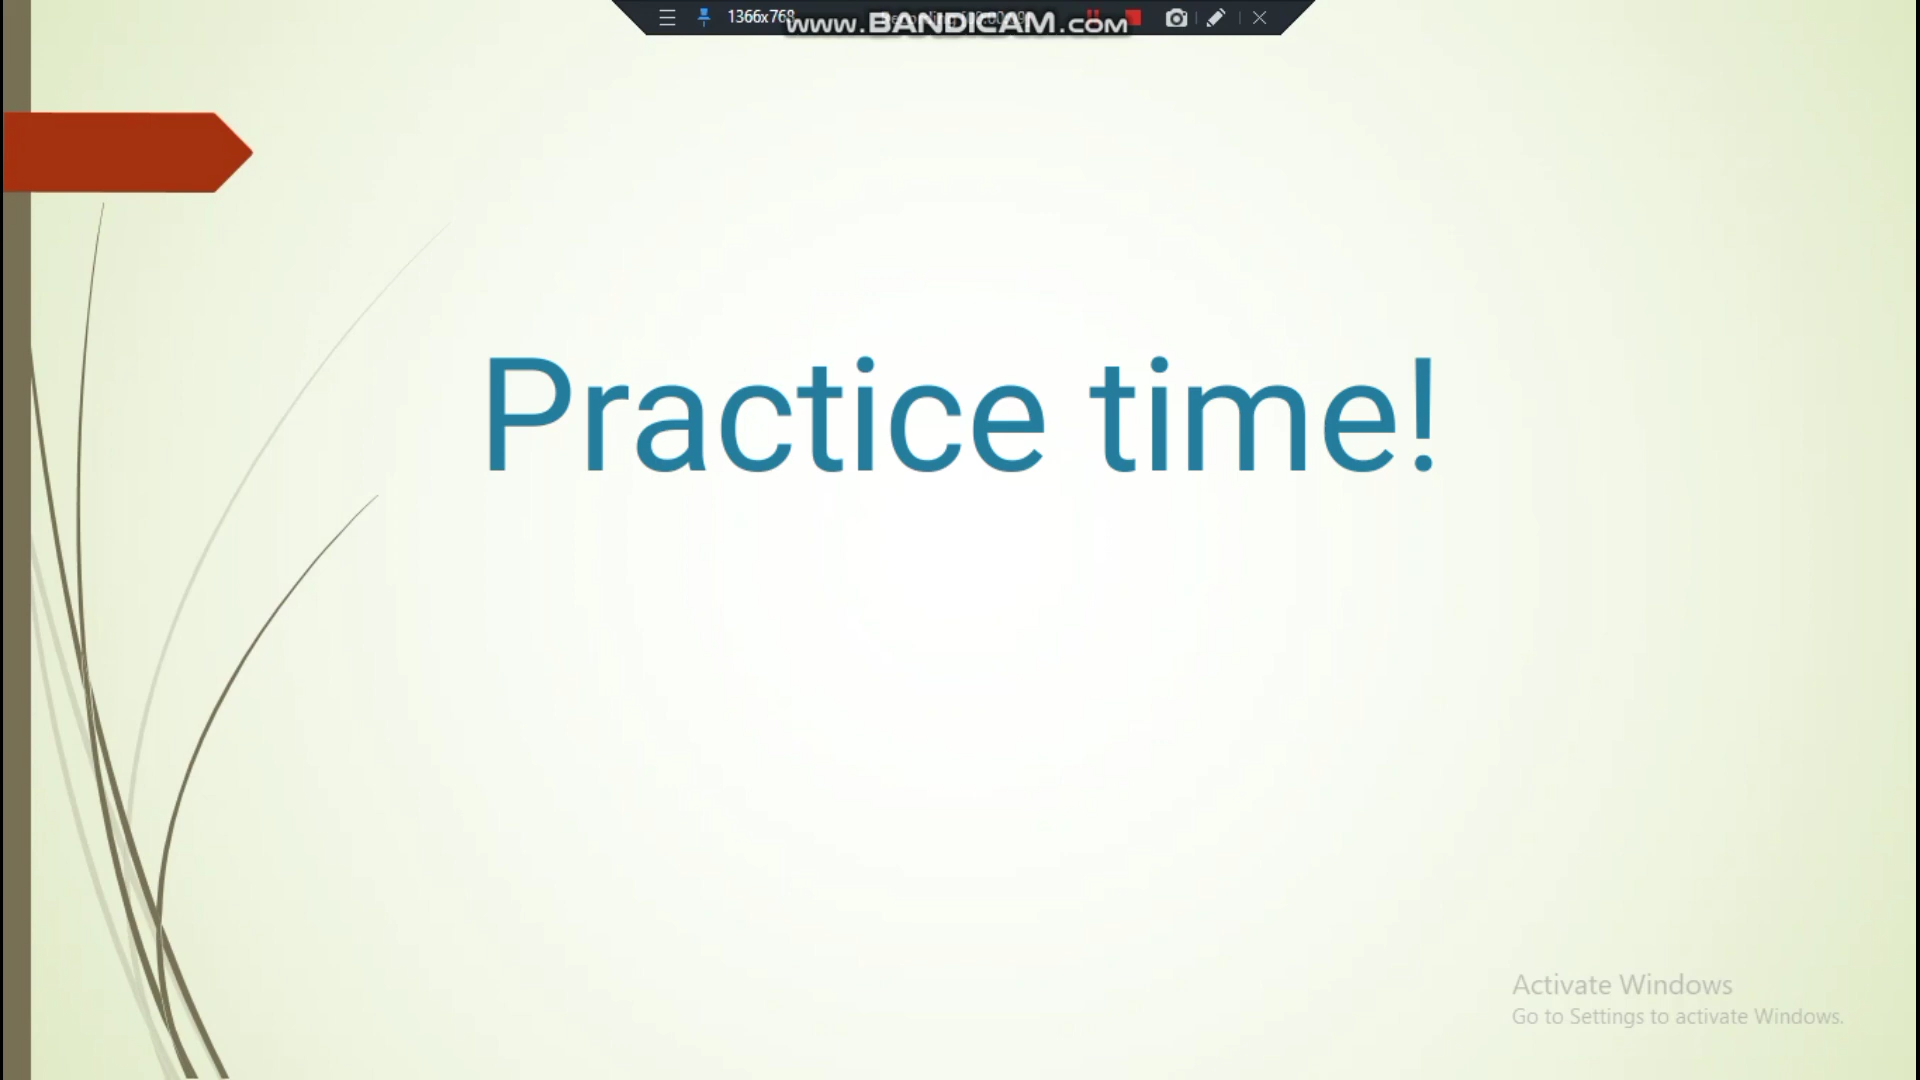 1366x768
www.BANDICAM.com
Practice time!
Activate Windows
Go to Settings to activate Windows.